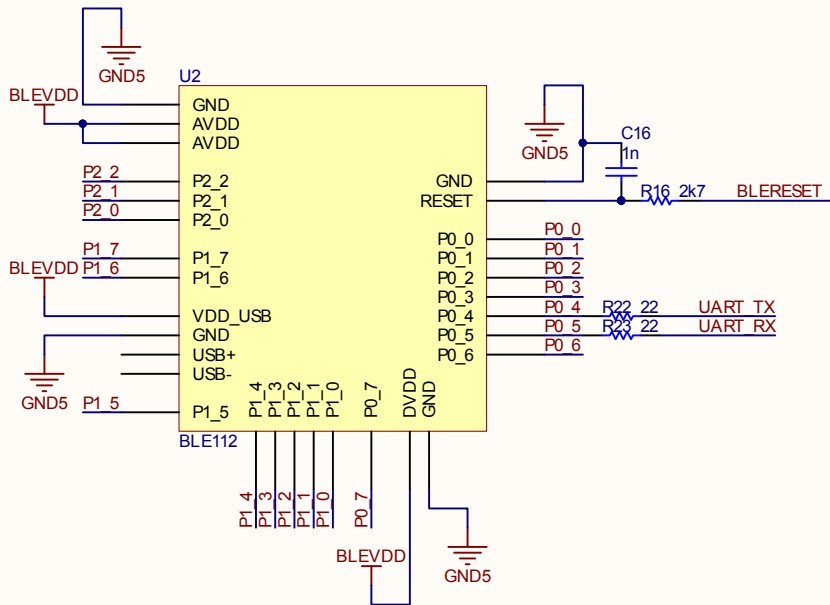 GND5
U2
BLEVDD
GND
AVDD
AVDD
P2_2 P2_2
P2_1 P2_1
P2_0 P2_0
P1_7 P1_7
BLEVDD P1_6 P1_6
VDD_USB
GND
USB+
USB-
GND5
P1_5 P1_5
BLE112
P1_4
P1_3
P1_2
P1_1
P1_0
P0_7
DVDD
GND
GND5
C16
1n
GND
RESET
R16 2k7 BLERESET
P0_0 P0_0
P0_1 P0_1
P0_2 P0_2
P0_3 P0_3
P0_4 P0_4 R22 22 UART_TX
P0_5 P0_5 R23 22 UART_RX
P0_6 P0_6
P1_4
P1_3
P1_2
P1_1
P1_0
P0_7
BLEVDD
GND5